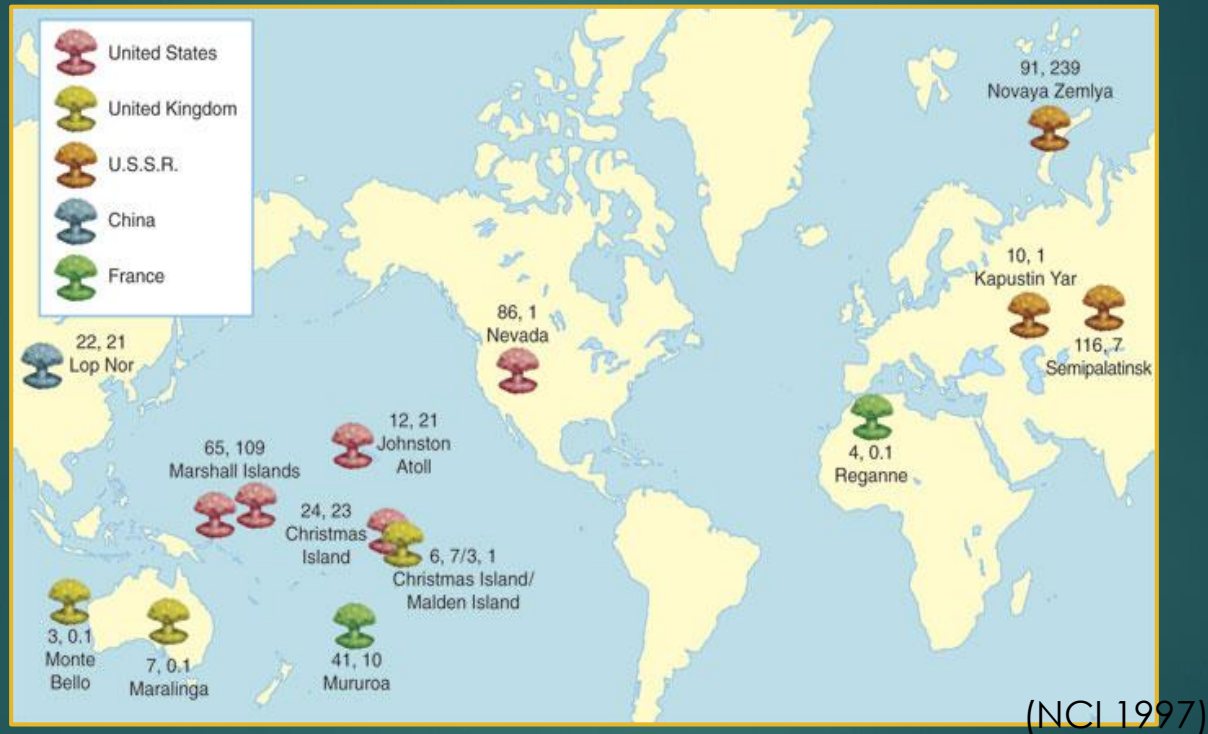 United States
United Kingdom
U.S.S.R.
China
France
91, 239
Novaya Zemlya
10, 1
Kapustin Yar
116, 7
Semipalatinsk
86, 1
Nevada
22, 21
Lop Nor
12, 21
Johnston
Atoll
65, 109
Marshall Islands
4, 0.1
Reganne
24, 23
Christmas
Island
6, 7/3, 1
Christmas Island/
Malden Island
3, 0.1
Monte
Bello
7, 0.1
Maralinga
41, 10
Mururoa
(NCI 1997)